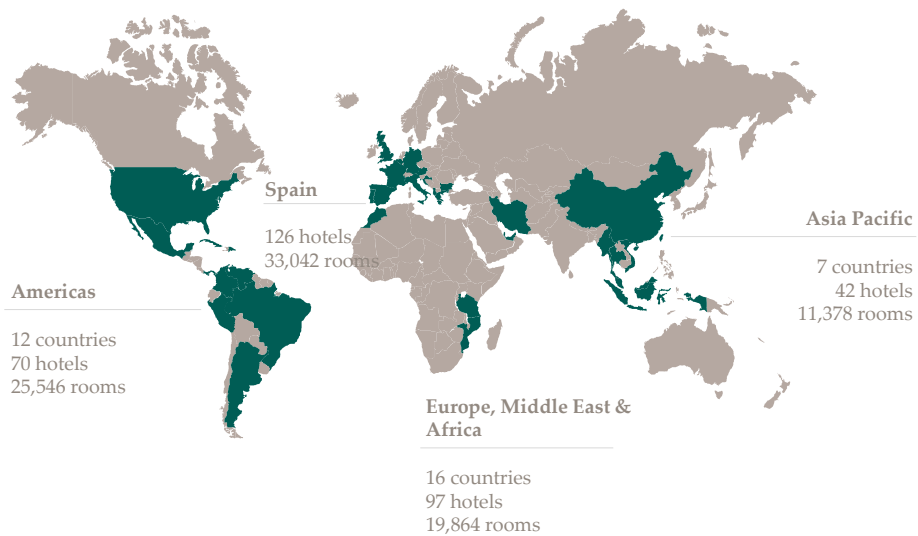 Spain
126 hotels
33,042 rooms
Asia Pacific
7 countries
42 hotels
11,378 rooms
Americas
12 countries
70 hotels
25,546 rooms
Europe, Middle East &
Africa
16 countries
97 hotels
19,864 rooms